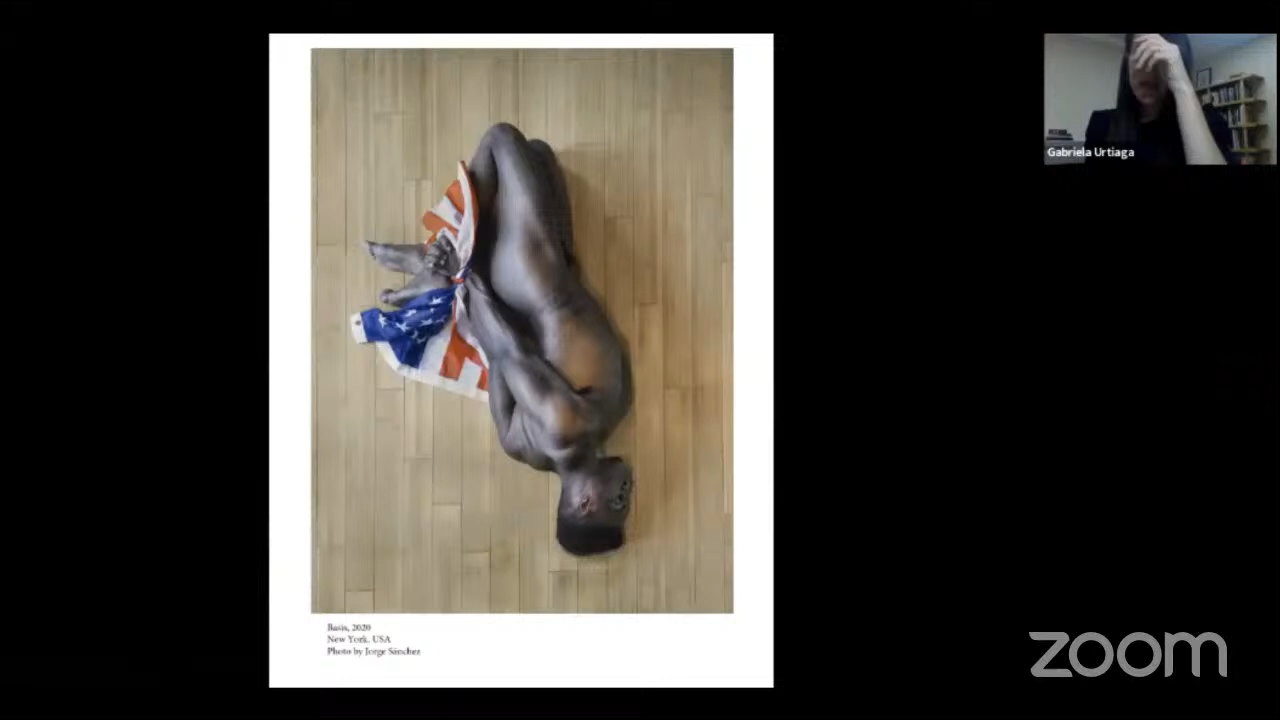 Gabriela Urtiaga
Basis, 2020
New York. USA
Photo by Jorge Sánchez
zoom